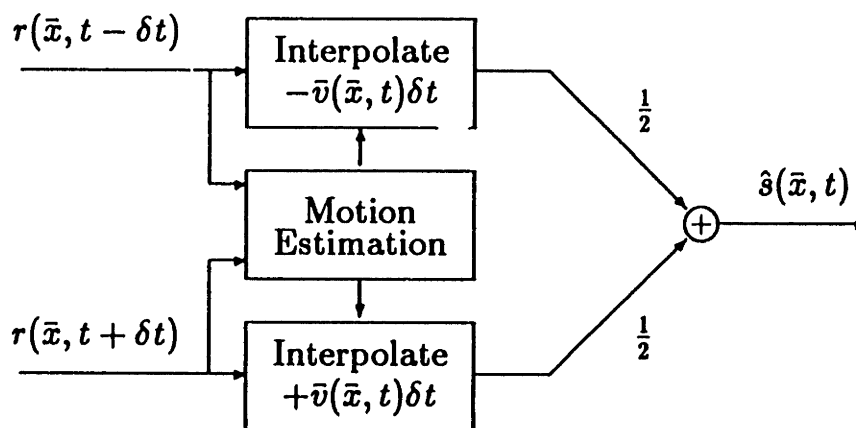 r(x̄, t − δt)
Interpolate
−v̄(x̄, t)δt
½
Motion
Estimation
ŝ(x̄, t)
+
r(x̄, t + δt)
Interpolate
+v̄(x̄, t)δt
½